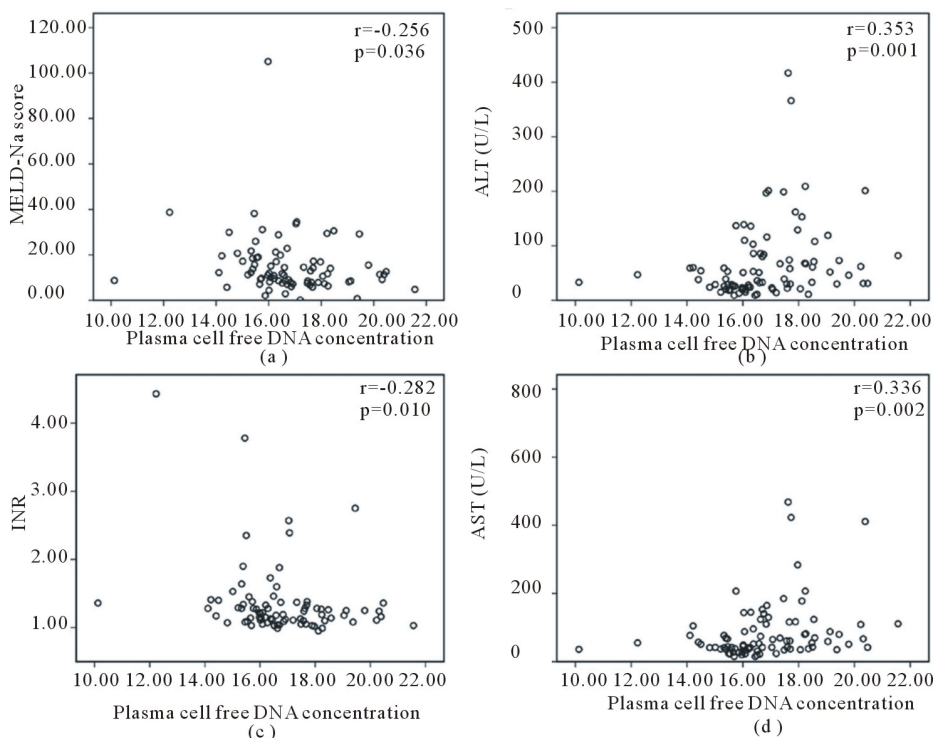 120.00
100.00
80.00
60.00
40.00
20.00
0.00
MELD-Na score
r=-0.256
p=0.036
10.00 12.00 14.00 16.00 18.00 20.00 22.00
Plasma cell free DNA concentration
(a)
500
400
300
200
100
0
ALT (U/L)
r=0.353
p=0.001
10.00 12.00 14.00 16.00 18.00 20.00 22.00
Plasma cell free DNA concentration
(b)
4.00
3.00
2.00
1.00
INR
r=-0.282
p=0.010
10.00 12.00 14.00 16.00 18.00 20.00 22.00
Plasma cell free DNA concentration
(c)
800
600
400
200
0
AST (U/L)
r=0.336
p=0.002
10.00 12.00 14.00 16.00 18.00 20.00 22.00
Plasma cell free DNA concentration
(d)